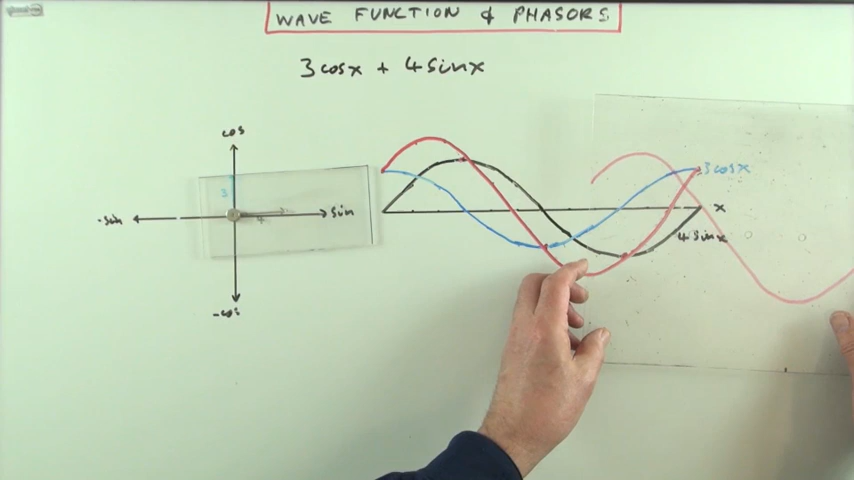 WAVE FUNCTION & PHASORS
3cosx + 4sinx
cos
3
-sin
sin
4
-cos
3cosx
x
4sinx